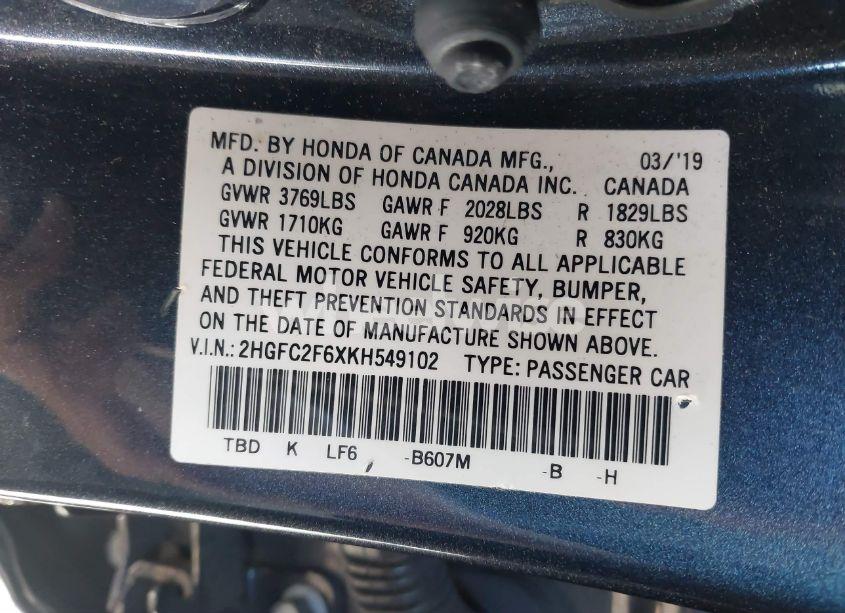 MFD. BY HONDA OF CANADA MFG., 03/'19
A DIVISION OF HONDA CANADA INC. CANADA
GVWR 3769LBS GAWR F 2028LBS R 1829LBS
GVWR 1710KG GAWR F 920KG R 830KG
THIS VEHICLE CONFORMS TO ALL APPLICABLE
FEDERAL MOTOR VEHICLE SAFETY, BUMPER,
AND THEFT PREVENTION STANDARDS IN EFFECT
ON THE DATE OF MANUFACTURE SHOWN ABOVE.
V.I.N.: 2HGFC2F6XKH549102 TYPE: PASSENGER CAR
TBD K LF6 -B607M -B -H